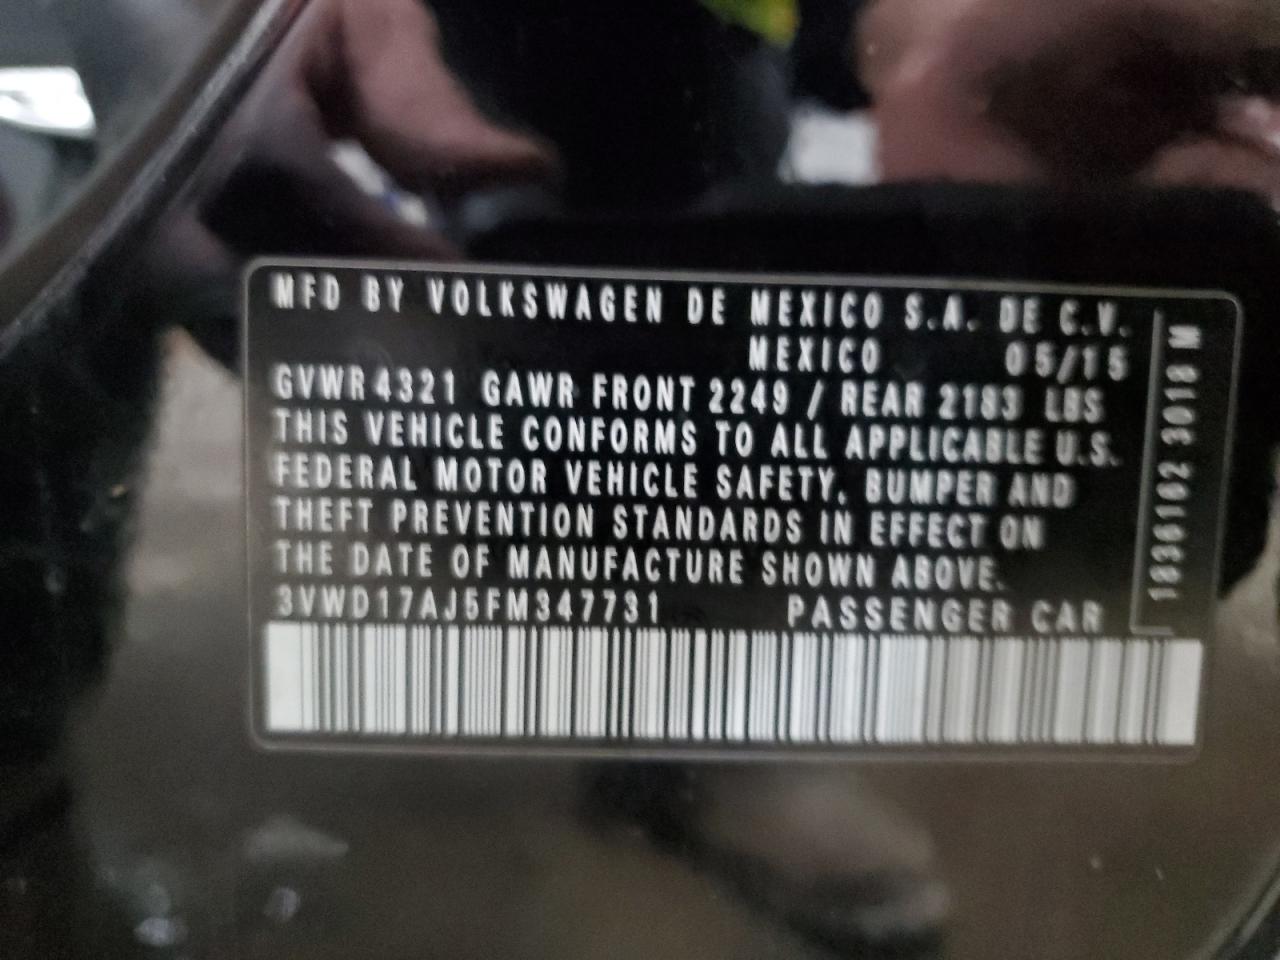 MFD BY VOLKSWAGEN DE MEXICO S.A. DE C.V.
MEXICO 05/15
GVWR 4321 GAWR FRONT 2249 / REAR 2183 LBS
THIS VEHICLE CONFORMS TO ALL APPLICABLE U.S.
FEDERAL MOTOR VEHICLE SAFETY, BUMPER AND
THEFT PREVENTION STANDARDS IN EFFECT ON
THE DATE OF MANUFACTURE SHOWN ABOVE.
3VWD17AJ5FM347731 PASSENGER CAR
1836162 3018 M